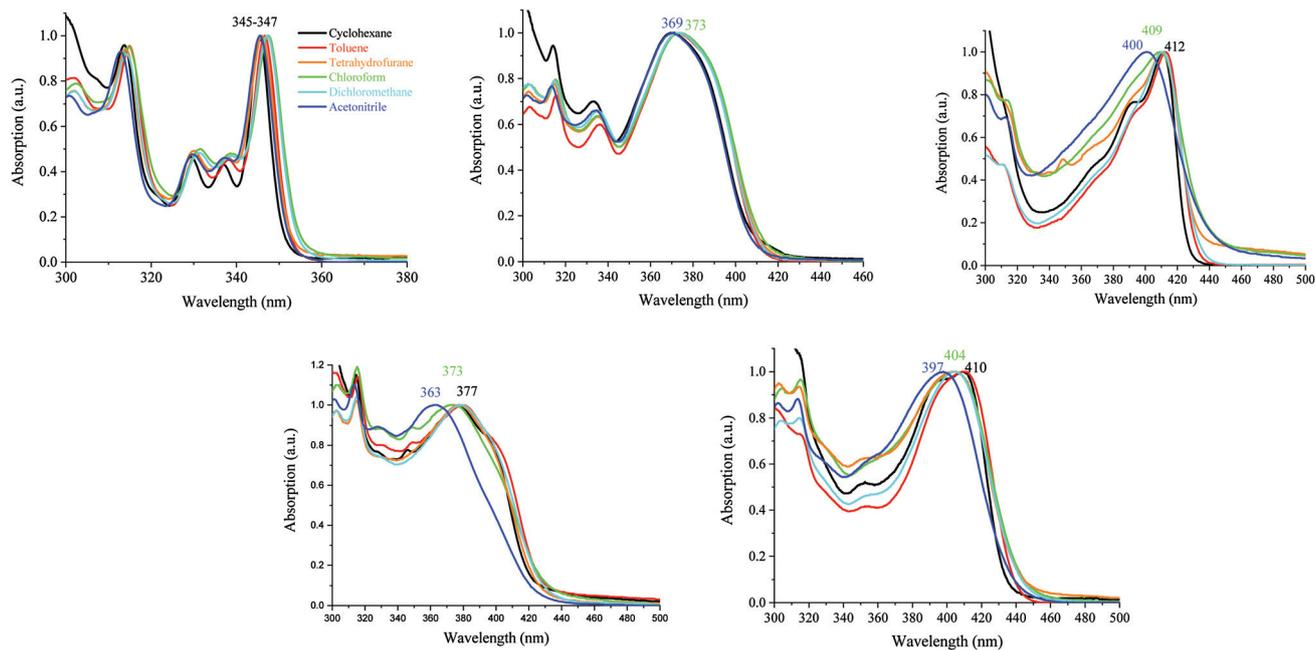 345-347
Cyclohexane
Toluene
Tetrahydrofurane
Chloroform
Dichloromethane
Acetonitrile
Absorption (a.u.)
1.0
0.8
0.6
0.4
0.2
0.0
300 320 340 360 380
Wavelength (nm)
369 373
Absorption (a.u.)
1.0
0.8
0.6
0.4
0.2
0.0
300 320 340 360 380 400 420 440 460
Wavelength (nm)
409
400 412
Absorption (a.u.)
1.0
0.8
0.6
0.4
0.2
0.0
300 320 340 360 380 400 420 440 460 480 500
Wavelength (nm)
373
363 377
Absorption (a.u.)
1.2
1.0
0.8
0.6
0.4
0.2
0.0
300 320 340 360 380 400 420 440 460 480 500
Wavelength (nm)
404
397 410
Absorption (a.u.)
1.0
0.8
0.6
0.4
0.2
0.0
300 320 340 360 380 400 420 440 460 480 500
Wavelength (nm)